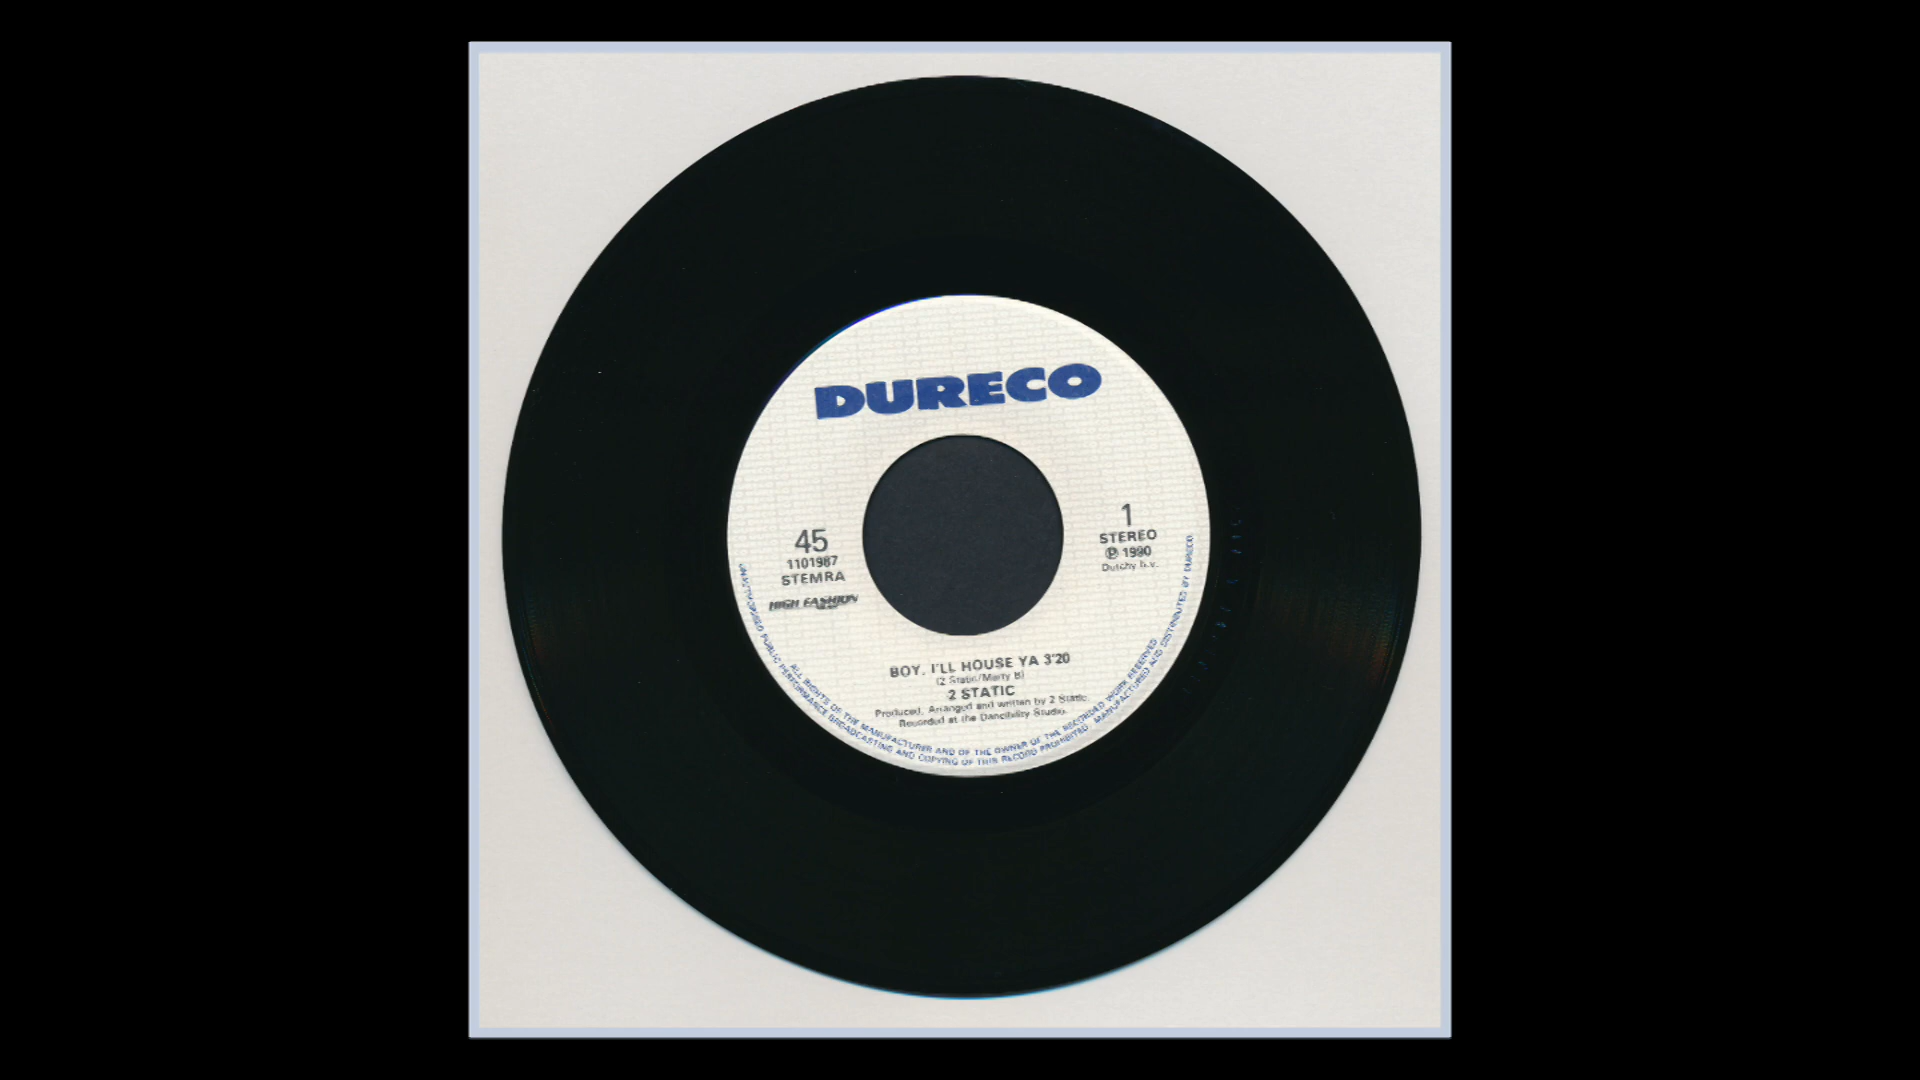 DURECO
45
1101987
STEMRA
HIGH FASHION
1
STEREO
Ⓟ 1990
Dutchy b.v.
BOY, I'LL HOUSE YA 3'20
(2 Static/Marty B)
2 STATIC
Produced, Arranged and written by 2 Static.
Recorded at the Dancibility Studio.
ALL RIGHTS OF THE MANUFACTURER AND OF THE OWNER OF THE RECORDED WORK RESERVED
UNAUTHORISED PUBLIC PERFORMANCE BROADCASTING AND COPYING OF THIS RECORD PROHIBITED. MANUFACTURED AND DISTRIBUTED BY DURECO.